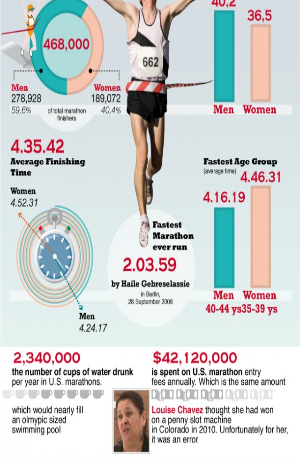 40,2
36,5
468,000
662
Men
278,928
59,6%
Women
189,072
40,4%
of total marathon
finishers
Men Women
4.35.42
Average Finishing
Time
Women
4.52.31
Men
4.24.17
Fastest
Marathon
ever run
2.03.59
by Haile Gebreselassie
in Berlin,
28 September 2008
Fastest Age Group
(average time)
4.46.31
4.16.19
Men Women
40-44 ys 35-39 ys
2,340,000
the number of cups of water drunk
per year in U.S. marathons.
which would nearly fill
an olmypic sized
swimming pool
$42,120,000
is spent on U.S. marathon entry
fees annually. Which is the same amount
Louise Chavez thought she had won
on a penny slot machine
in Colorado in 2010. Unfortunately for her,
it was an error